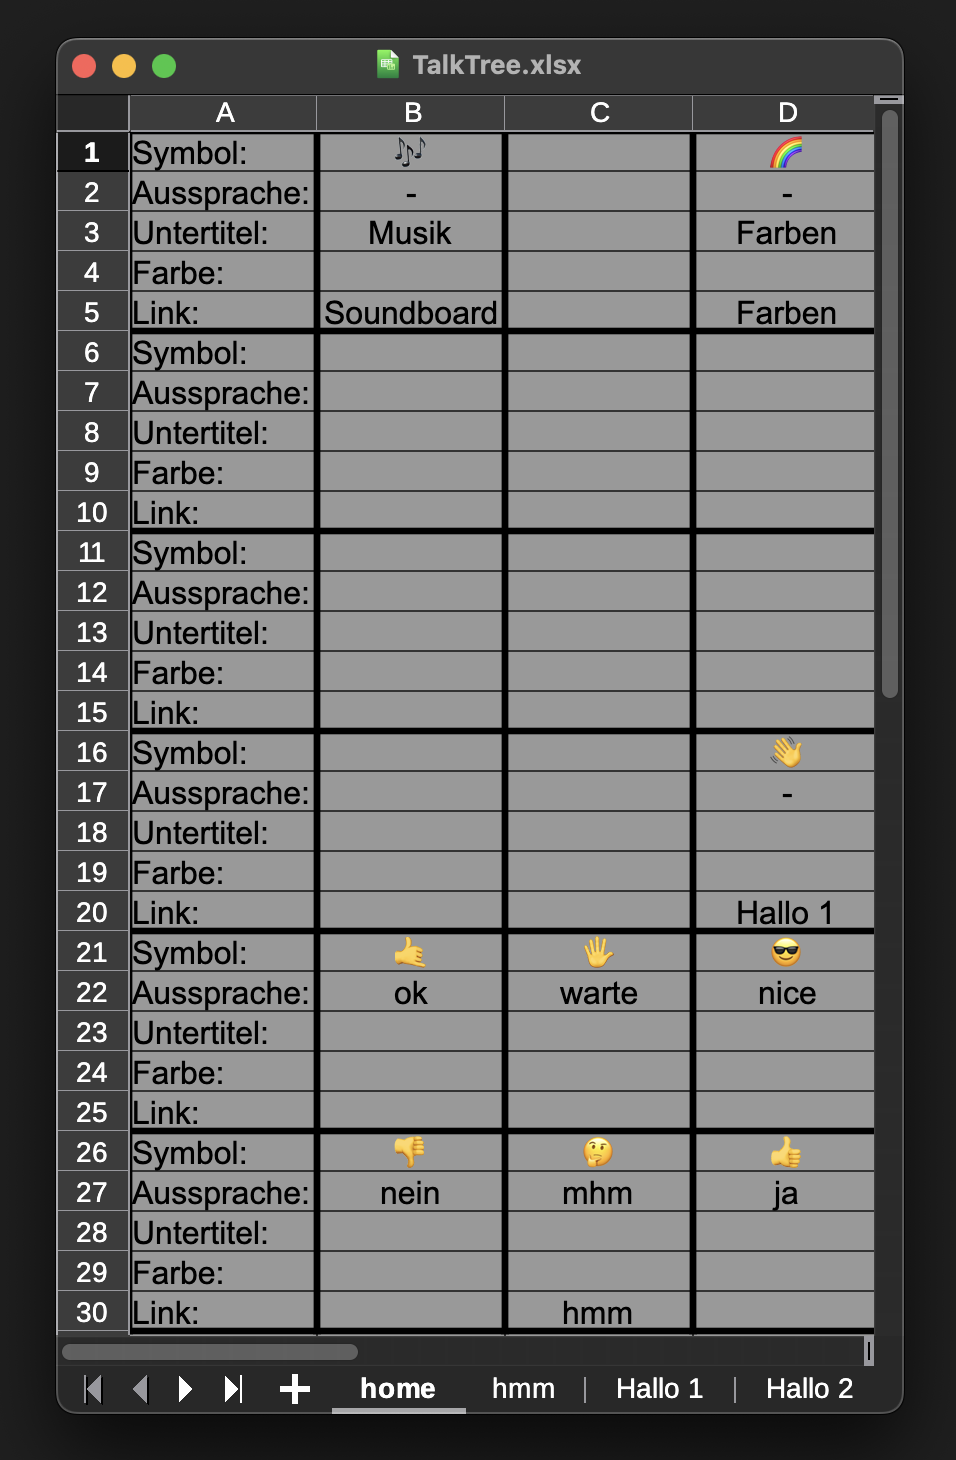 TalkTree.xlsx
A B C D
1 Symbol: 🎶 🌈
2 Aussprache: - -
3 Untertitel: Musik Farben
4 Farbe:
5 Link: Soundboard Farben
6 Symbol:
7 Aussprache:
8 Untertitel:
9 Farbe:
10 Link:
11 Symbol:
12 Aussprache:
13 Untertitel:
14 Farbe:
15 Link:
16 Symbol: 👋
17 Aussprache: -
18 Untertitel:
19 Farbe:
20 Link: Hallo 1
21 Symbol: 🤙 🖐 😎
22 Aussprache: ok warte nice
23 Untertitel:
24 Farbe:
25 Link:
26 Symbol: 👎 🤔 👍
27 Aussprache: nein mhm ja
28 Untertitel:
29 Farbe:
30 Link: hmm
home hmm Hallo 1 Hallo 2